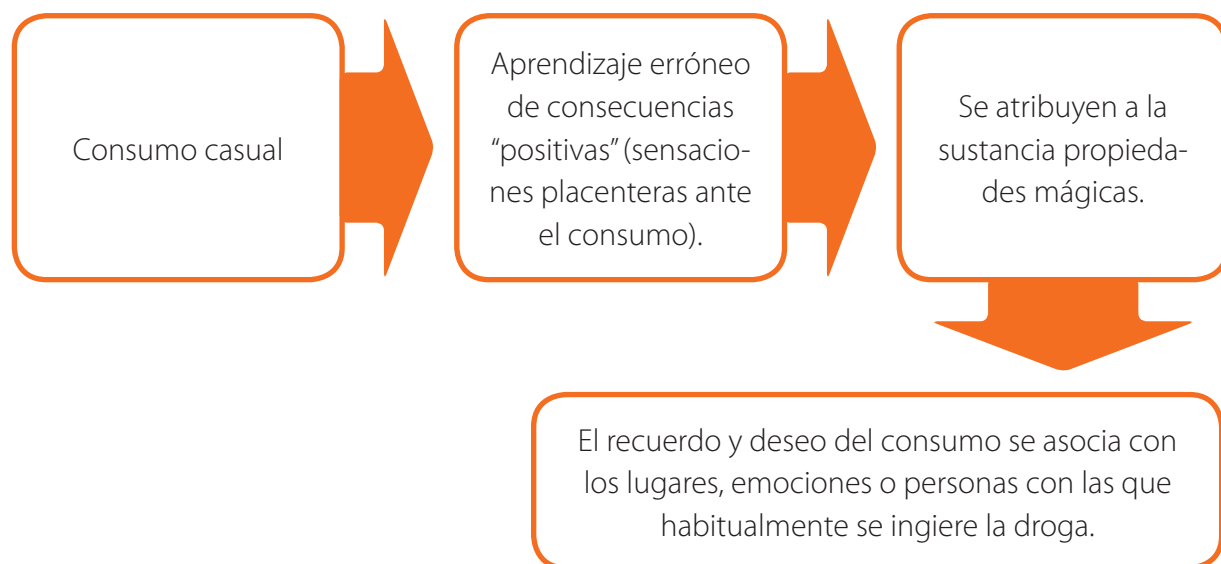 Consumo casual
Aprendizaje erróneo
de consecuencias
“positivas” (sensacio-
nes placenteras ante
el consumo).
Se atribuyen a la
sustancia propieda-
des mágicas.
El recuerdo y deseo del consumo se asocia con
los lugares, emociones o personas con las que
habitualmente se ingiere la droga.